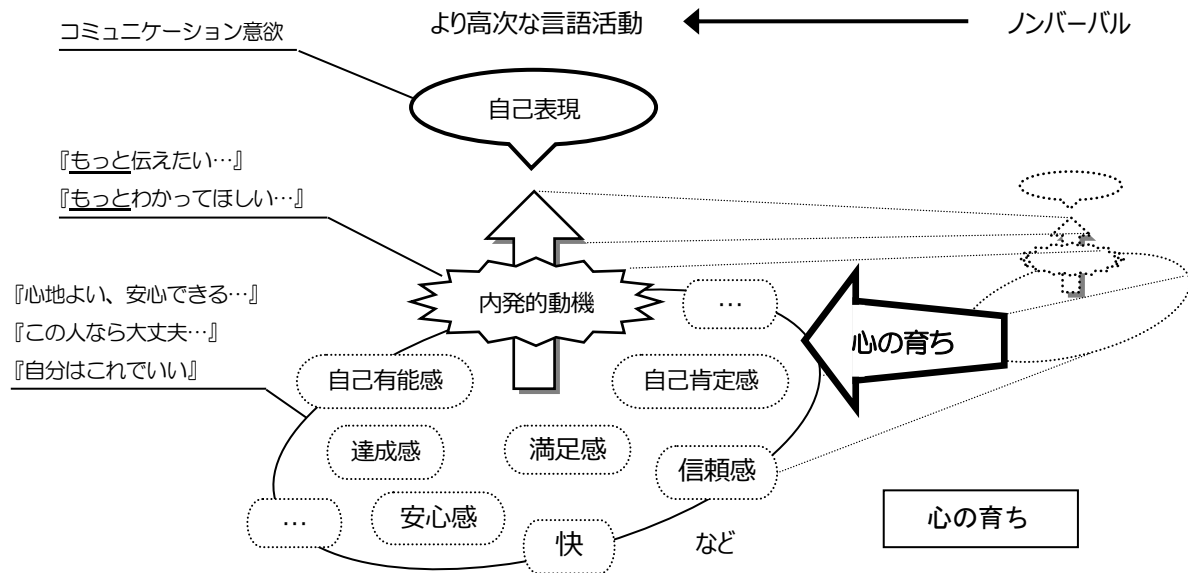 より高次な言語活動
ノンバーバル
コミュニケーション意欲
自己表現
『もっと伝えたい…』
『もっとわかってほしい…』
『心地よい、安心できる…』
『この人なら大丈夫…』
『自分はこれでいい』
内発的動機
…
心の育ち
自己有能感
自己肯定感
達成感
満足感
信頼感
…
安心感
快
など
心の育ち